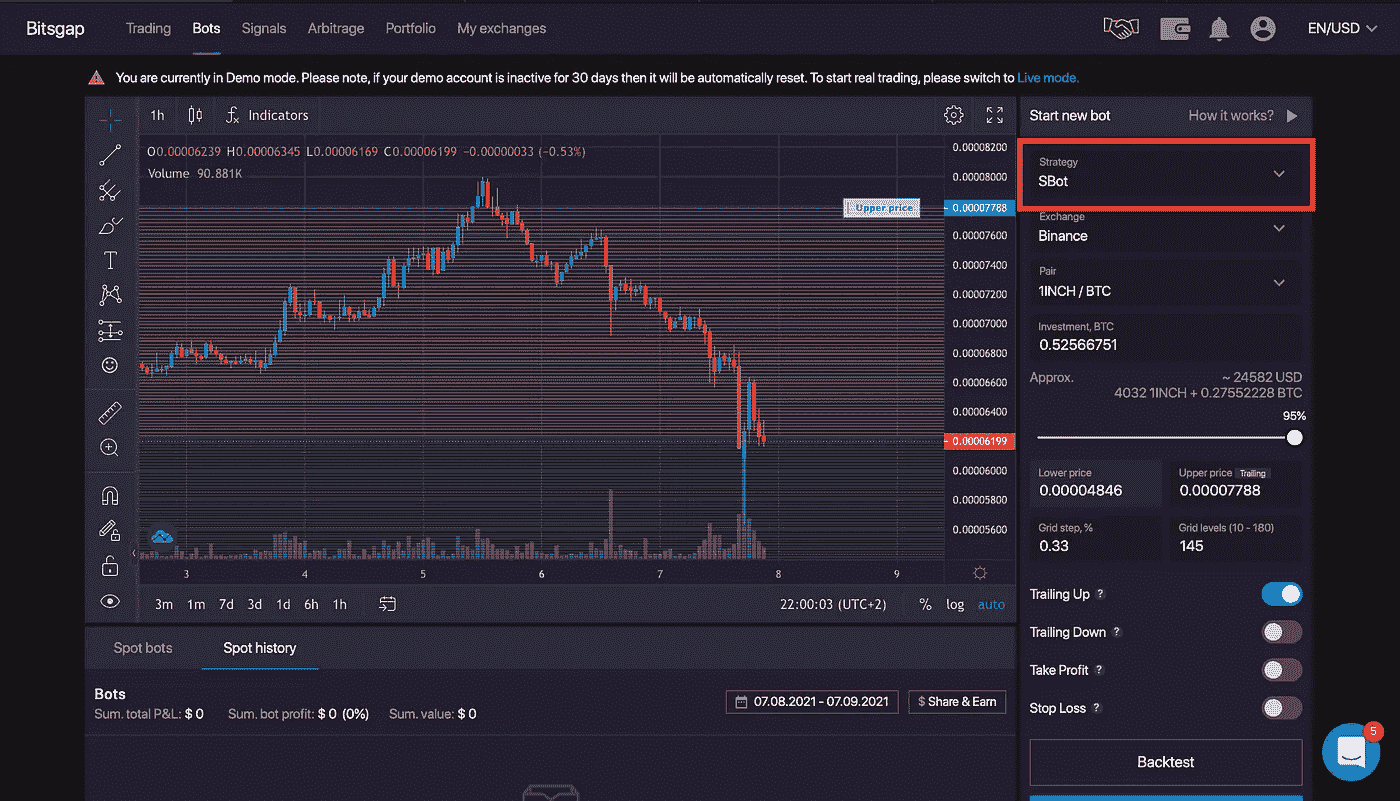 Bitsgap Trading Bots Signals Arbitrage Portfolio My exchanges EN/USD
You are currently in Demo mode. Please note, if your demo account is inactive for 30 days then it will be automatically reset. To start real trading, please switch to Live mode.
1h Indicators
O0.00006239 H0.00006345 L0.00006169 C0.00006199 −0.00000033 (−0.53%)
Volume 90.881K
Upper price
0.00008200
0.00008000
0.00007788
0.00007600
0.00007400
0.00007200
0.00007000
0.00006800
0.00006600
0.00006400
0.00006199
0.00006000
0.00005800
0.00005600
3 4 5 6 7 8 9
3m 1m 7d 3d 1d 6h 1h 22:00:03 (UTC+2) % log auto
Start new bot How it works?
Strategy
SBot
Exchange
Binance
Pair
1INCH / BTC
Investment, BTC
0.52566751
Approx. ~ 24582 USD
4032 1INCH + 0.27552228 BTC
95%
Lower price Upper price Trailing
0.00004846 0.00007788
Grid step, % Grid levels (10 - 180)
0.33 145
Trailing Up ?
Trailing Down ?
Take Profit ?
Stop Loss ?
Backtest
5
Spot bots Spot history
Bots
Sum. total P&L: $ 0 Sum. bot profit: $ 0 (0%) Sum. value: $ 0
07.08.2021 - 07.09.2021 $ Share & Earn